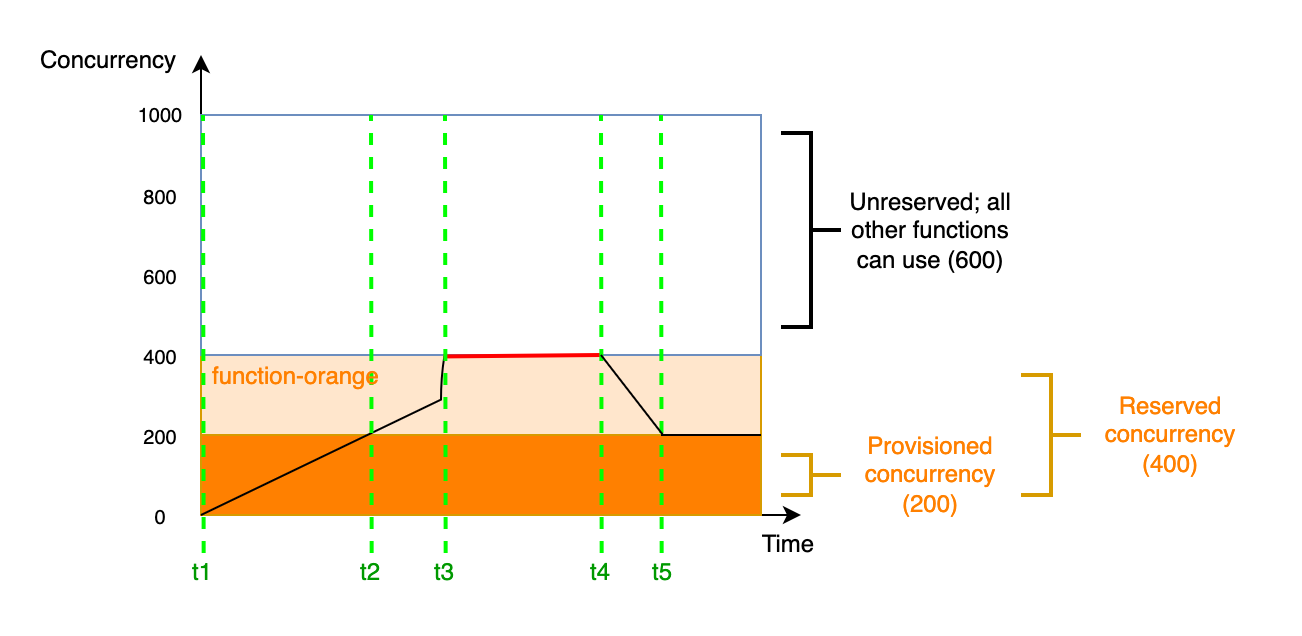 Concurrency
1000
800
600
400
200
0
function-orange
Unreserved; all
other functions
can use (600)
Provisioned
concurrency
(200)
Reserved
concurrency
(400)
Time
t1
t2
t3
t4
t5